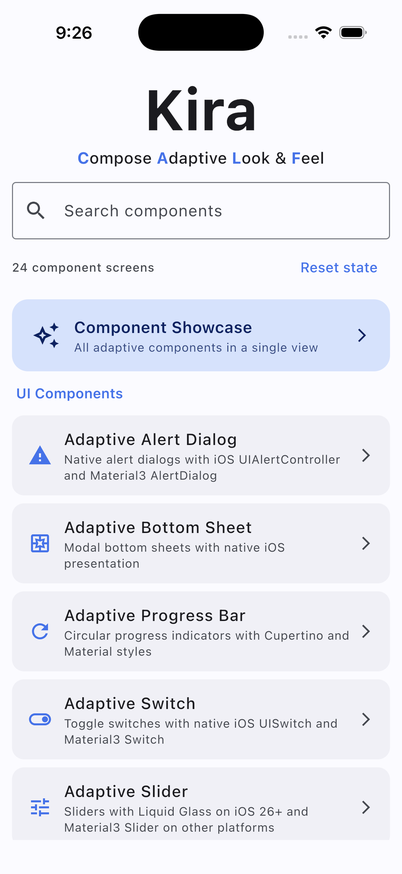 9:26
Kira
Compose Adaptive Look & Feel
Search components
24 component screens
Reset state
Component Showcase
All adaptive components in a single view
UI Components
Adaptive Alert Dialog
Native alert dialogs with iOS UIAlertController
and Material3 AlertDialog
Adaptive Bottom Sheet
Modal bottom sheets with native iOS
presentation
Adaptive Progress Bar
Circular progress indicators with Cupertino and
Material styles
Adaptive Switch
Toggle switches with native iOS UISwitch and
Material3 Switch
Adaptive Slider
Sliders with Liquid Glass on iOS 26+ and
Material3 Slider on other platforms